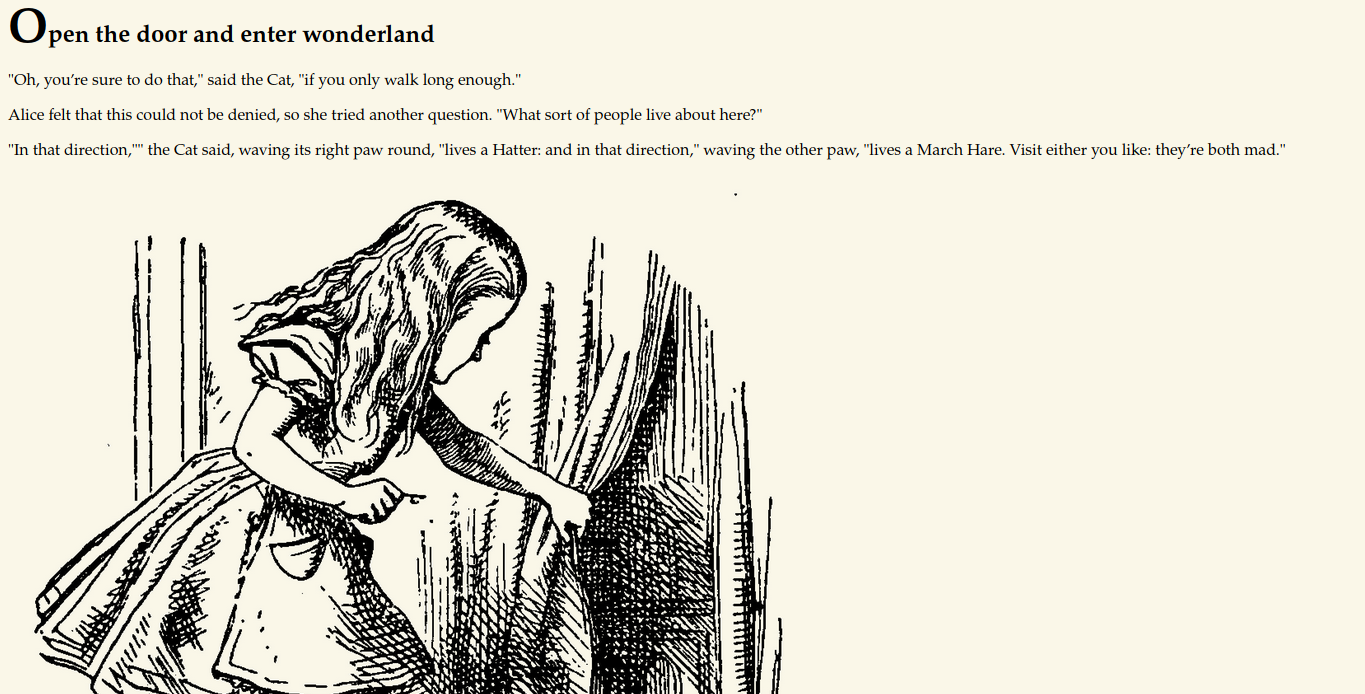 Open the door and enter wonderland
"Oh, you’re sure to do that," said the Cat, "if you only walk long enough."
Alice felt that this could not be denied, so she tried another question. "What sort of people live about here?"
"In that direction,"" the Cat said, waving its right paw round, "lives a Hatter: and in that direction," waving the other paw, "lives a March Hare. Visit either you like: they’re both mad."